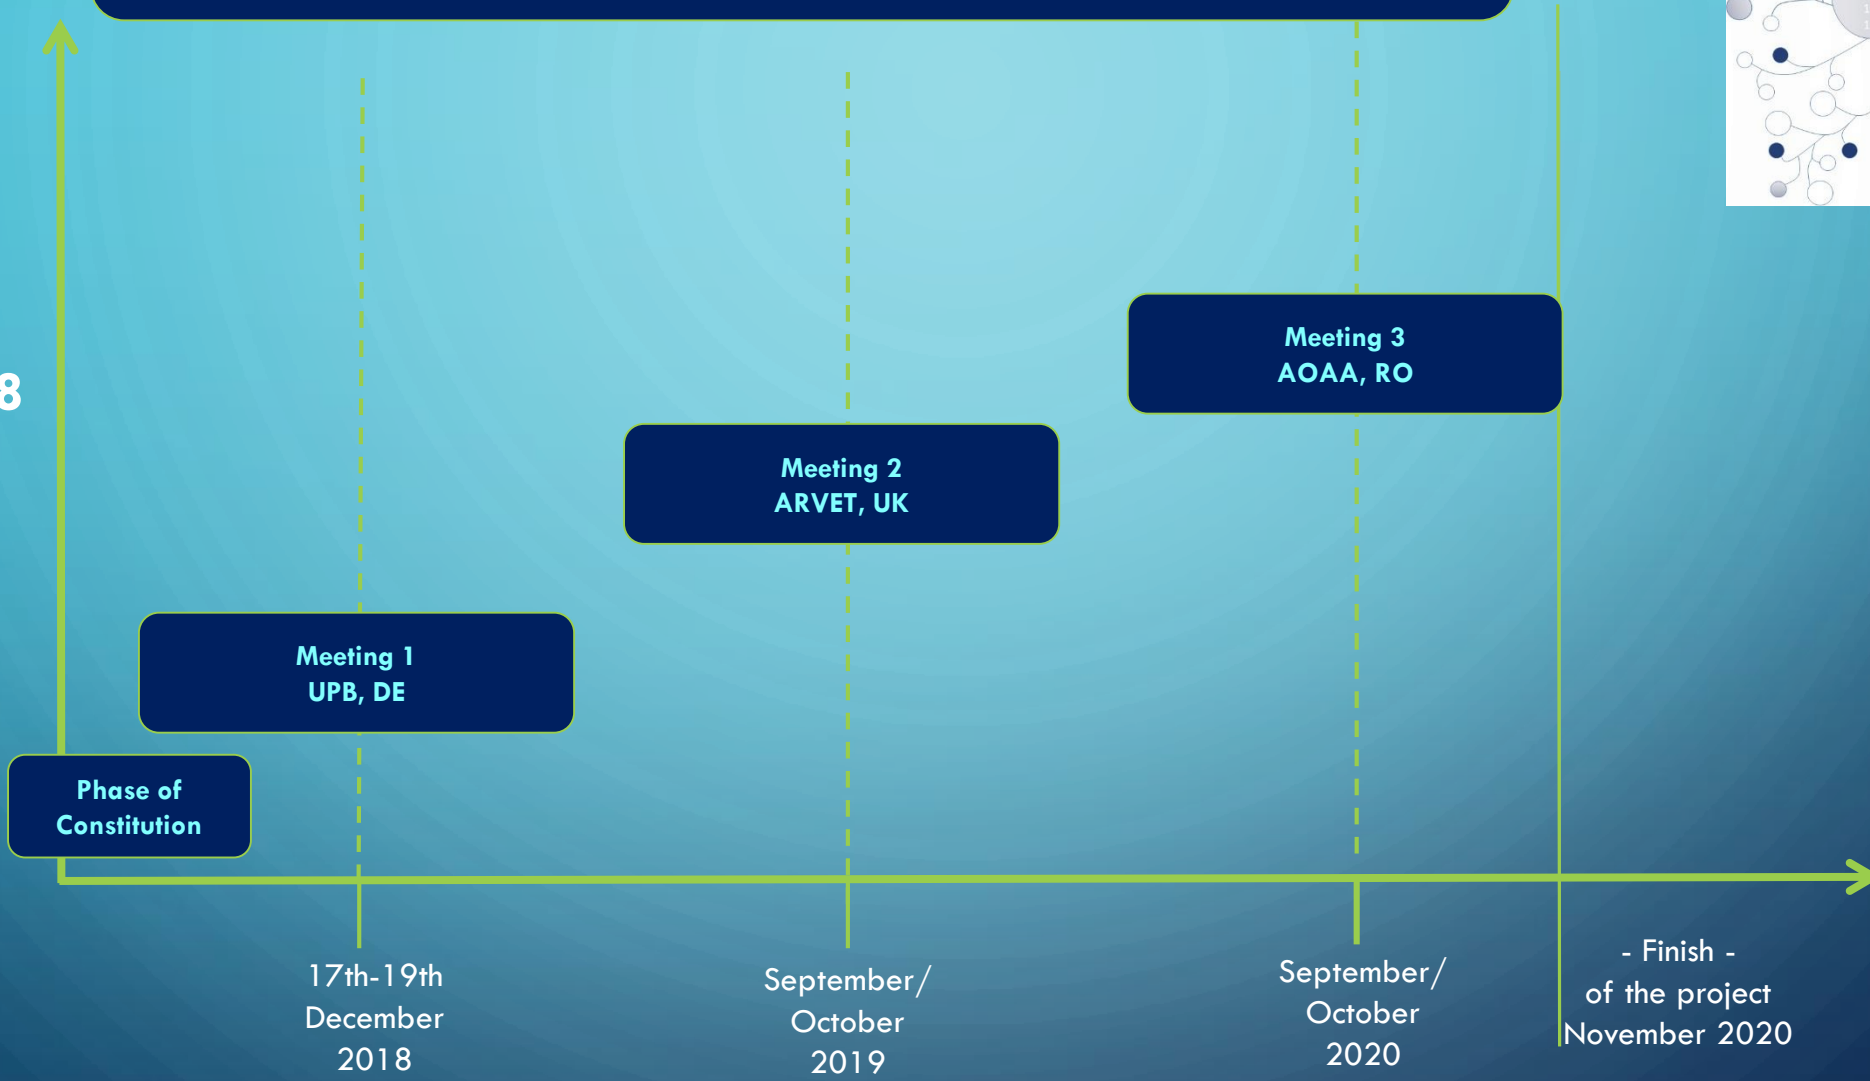 8
Meeting 3
AOAA, RO
Meeting 2
ARVET, UK
Meeting 1
UPB, DE
Phase of
Constitution
17th-19th
December
2018
September/
October
2019
September/
October
2020
- Finish -
of the project
November 2020